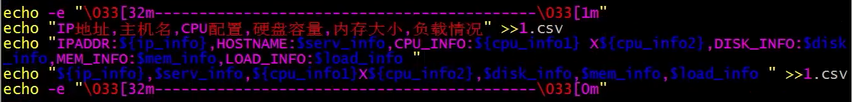 echo -e "\033[32m-------------------------------------------\033[1m"
echo "IP地址,主机名,CPU配置,硬盘容量,内存大小,负载情况" >>1.csv
echo "IPADDR:${ip_info},HOSTNAME:$serv_info,CPU_INFO:${cpu_info1} X${cpu_info2},DISK_INFO:$disk
_info,MEM_INFO:$mem_info,LOAD_INFO:$load_info "
echo "${ip_info},$serv_info,${cpu_info1}X${cpu_info2},$disk_info,$mem_info,$load_info " >>1.csv
echo -e "\033[32m-------------------------------------------\033[0m"